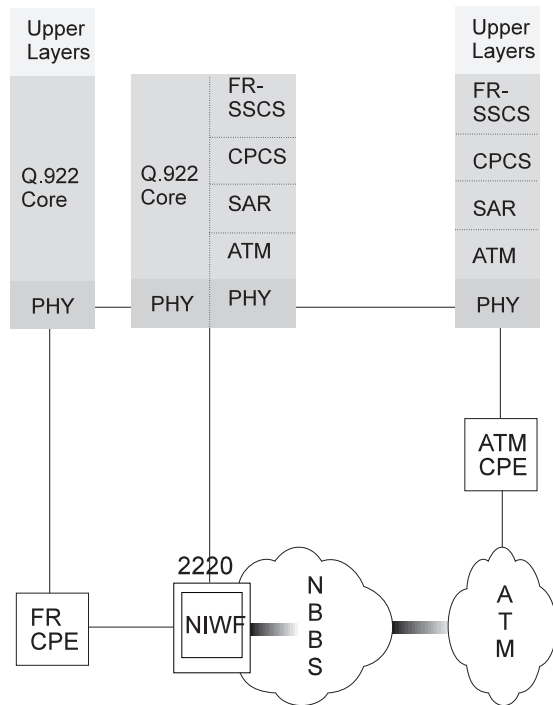 Upper
Layers
Q.922
Core
PHY
Q.922
Core
PHY
FR-
SSCS
CPCS
SAR
ATM
PHY
Upper
Layers
FR-
SSCS
CPCS
SAR
ATM
PHY
ATM
CPE
2220
FR
CPE
NIWF
N
B
B
S
A
T
M